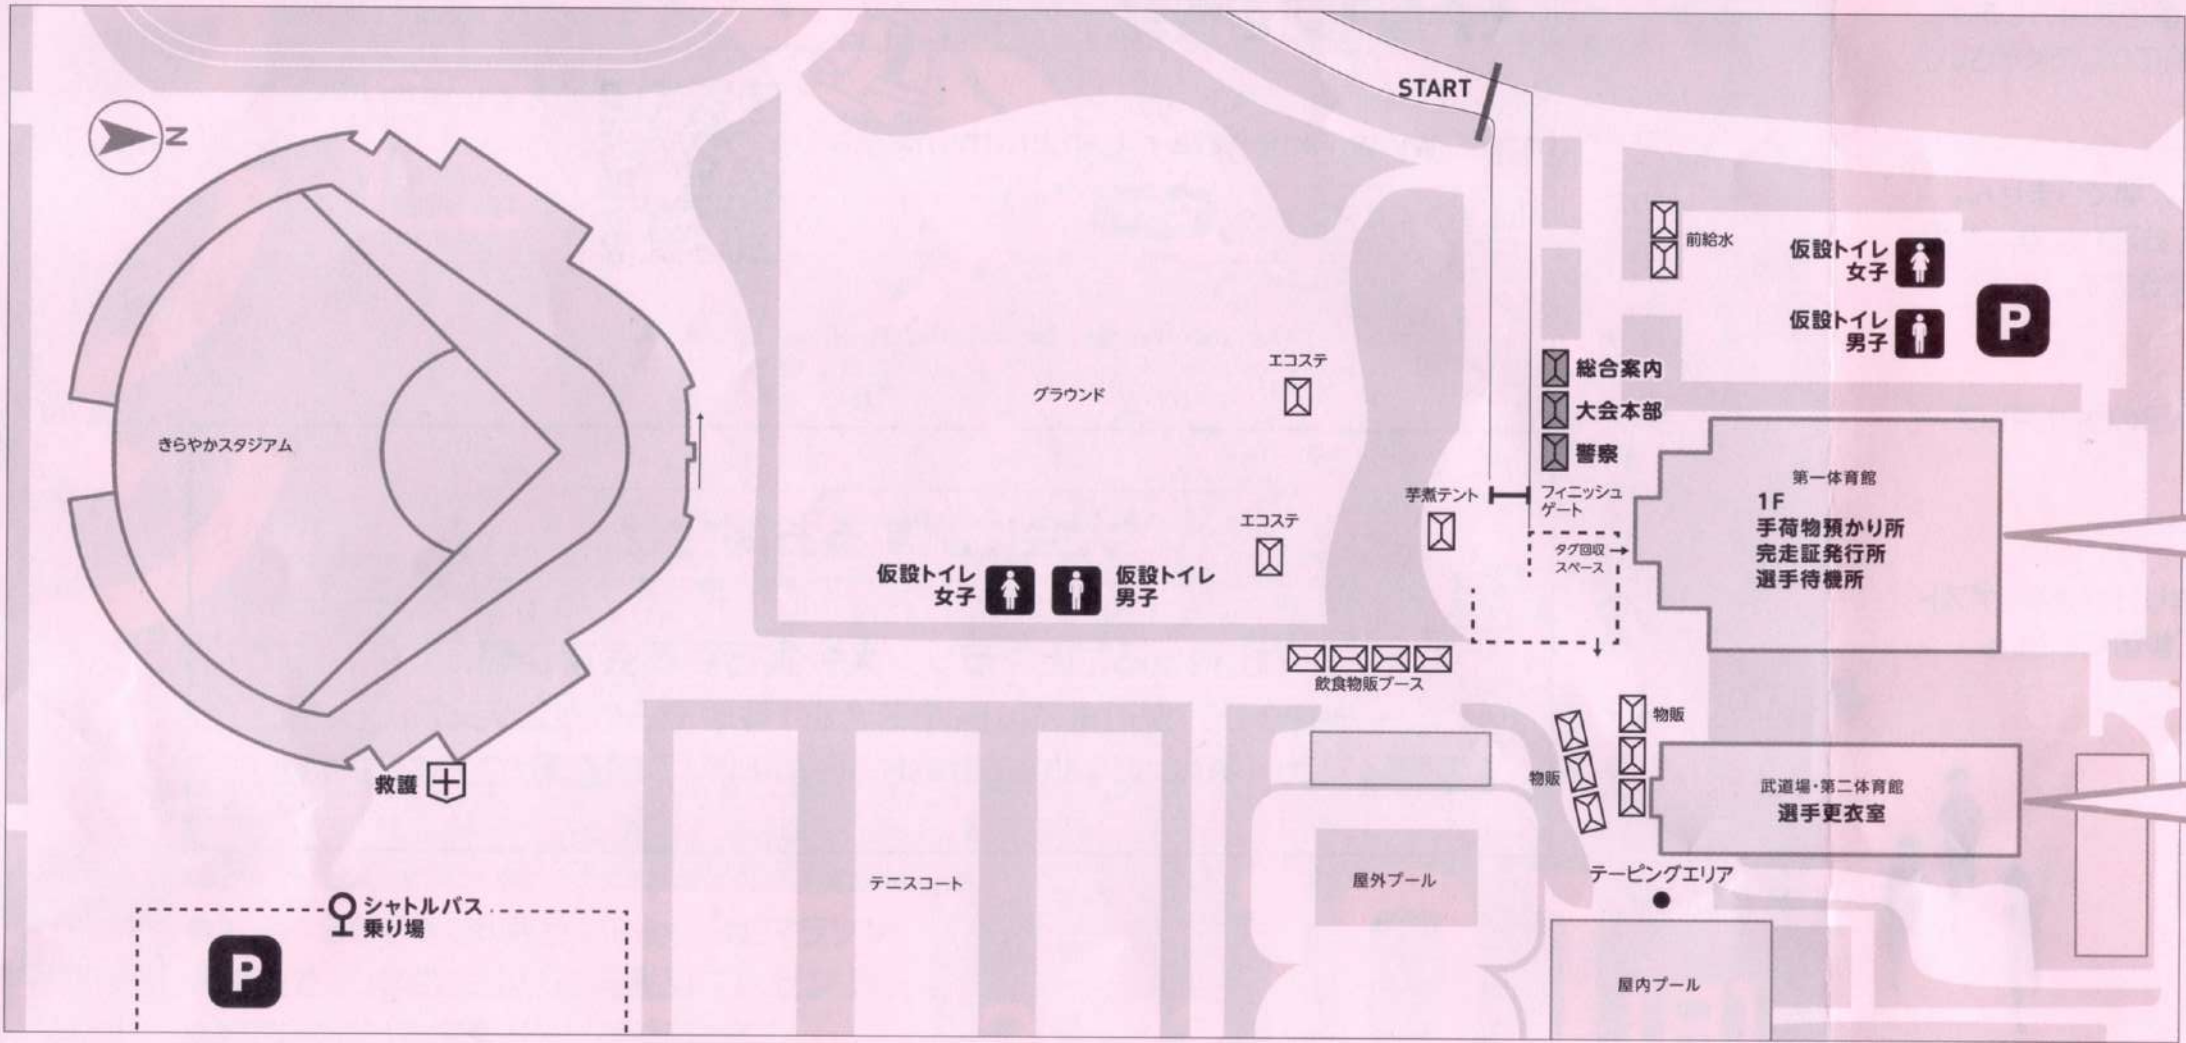 START
N
前給水
仮設トイレ
女子
仮設トイレ
男子
P
エコステ
グラウンド
総合案内
大会本部
警察
きらやかスタジアム
芋煮テント
フィニッシュ
ゲート
第一体育館
1F
手荷物預かり所
完走証発行所
選手待機所
エコステ
タグ回収
スペース
仮設トイレ
女子
仮設トイレ
男子
飲食物販ブース
物販
物販
武道場・第二体育館
選手更衣室
救護
テニスコート
屋外プール
テーピングエリア
シャトルバス
乗り場
P
屋内プール